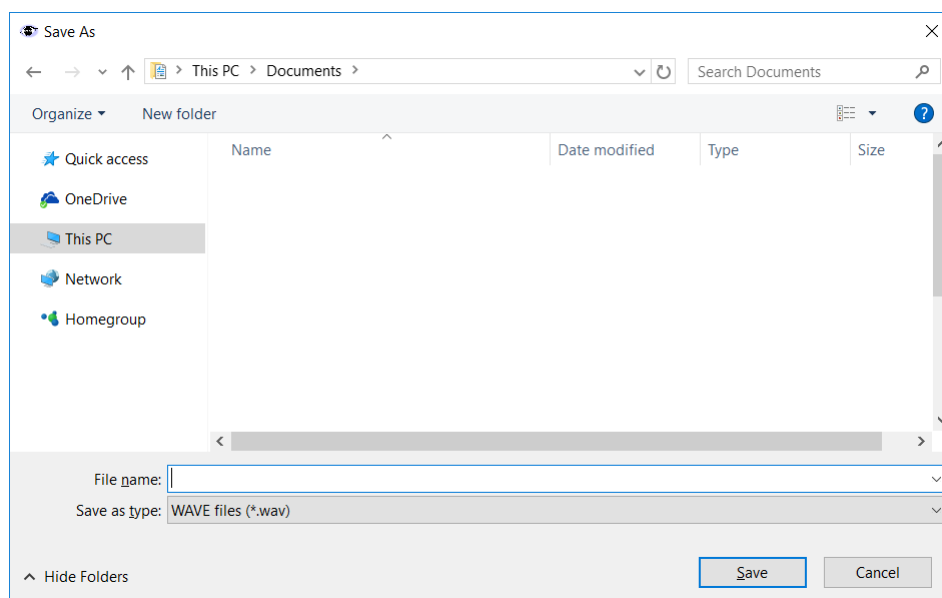 Save As
This PC > Documents >
Search Documents
Organize New folder
?
Name Date modified Type Size
Quick access
OneDrive
This PC
Network
Homegroup
File name:
Save as type: WAVE files (*.wav)
Hide Folders Save Cancel